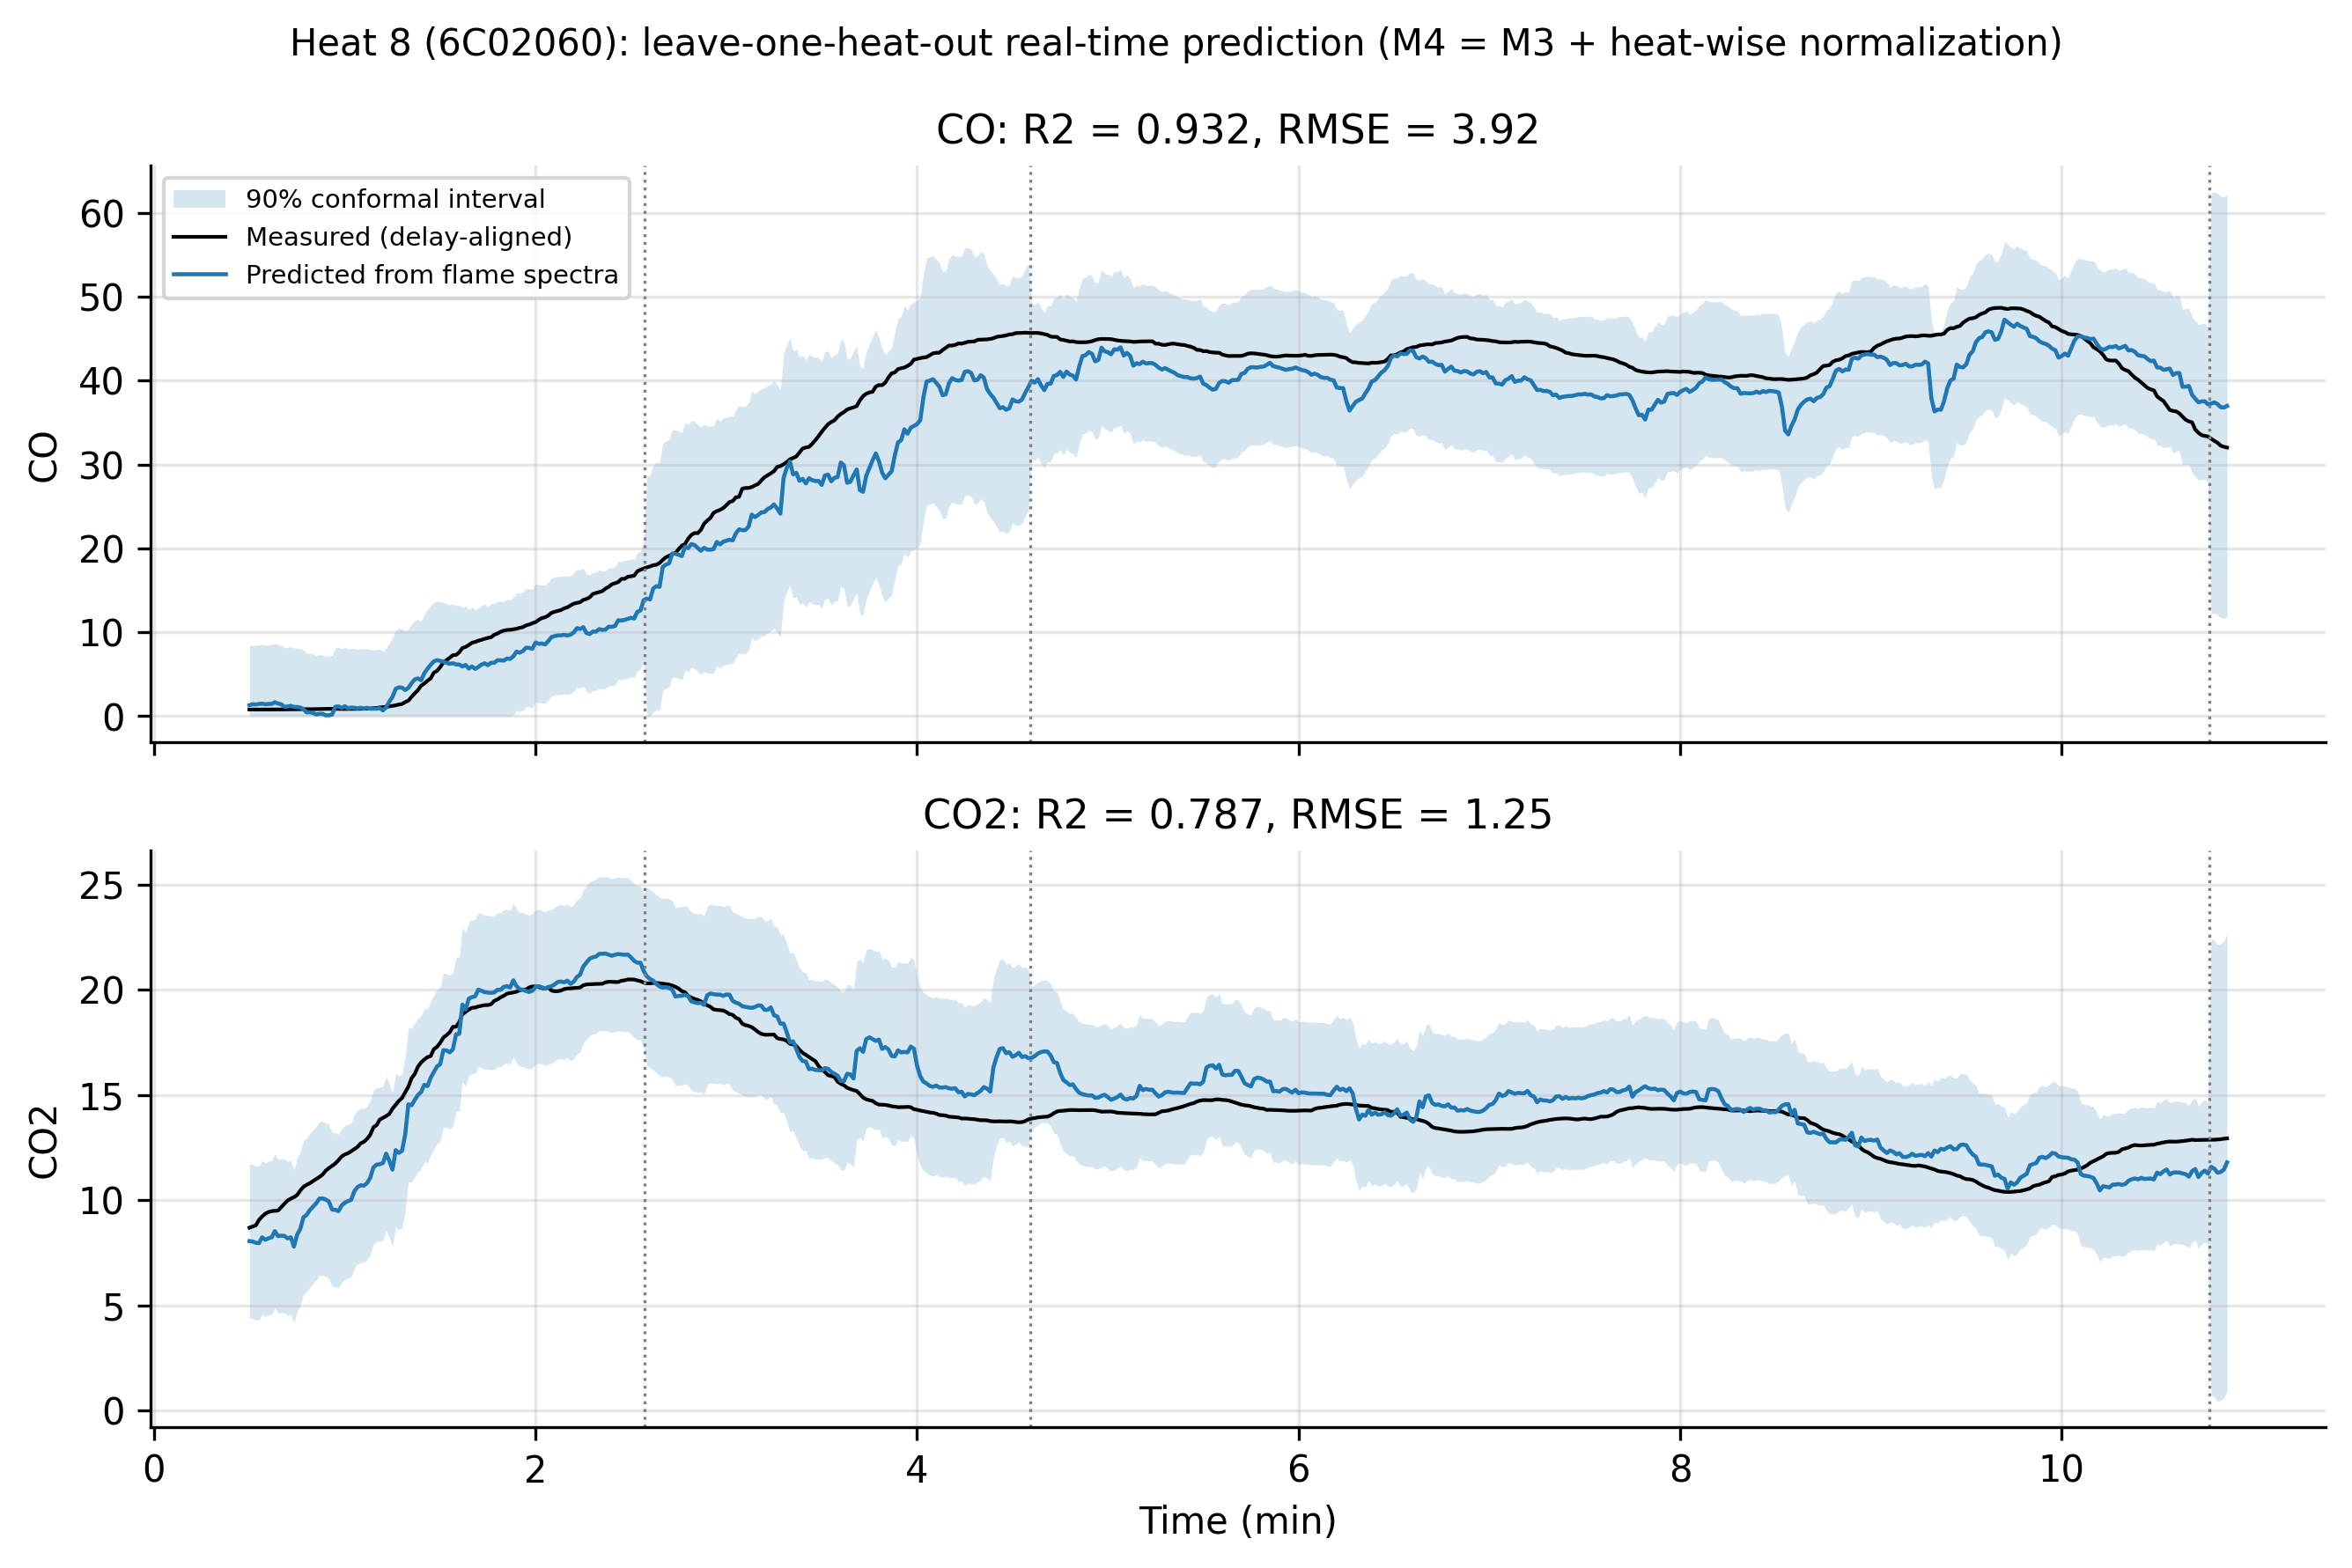 Heat 8 (6C02060): leave-one-heat-out real-time prediction (M4 = M3 + heat-wise normalization)
CO: R2 = 0.932, RMSE = 3.92
90% conformal interval
Measured (delay-aligned)
Predicted from flame spectra
60
50
40
30
20
10
0
CO
CO2: R2 = 0.787, RMSE = 1.25
25
20
15
10
5
0
CO2
0 2 4 6 8 10
Time (min)